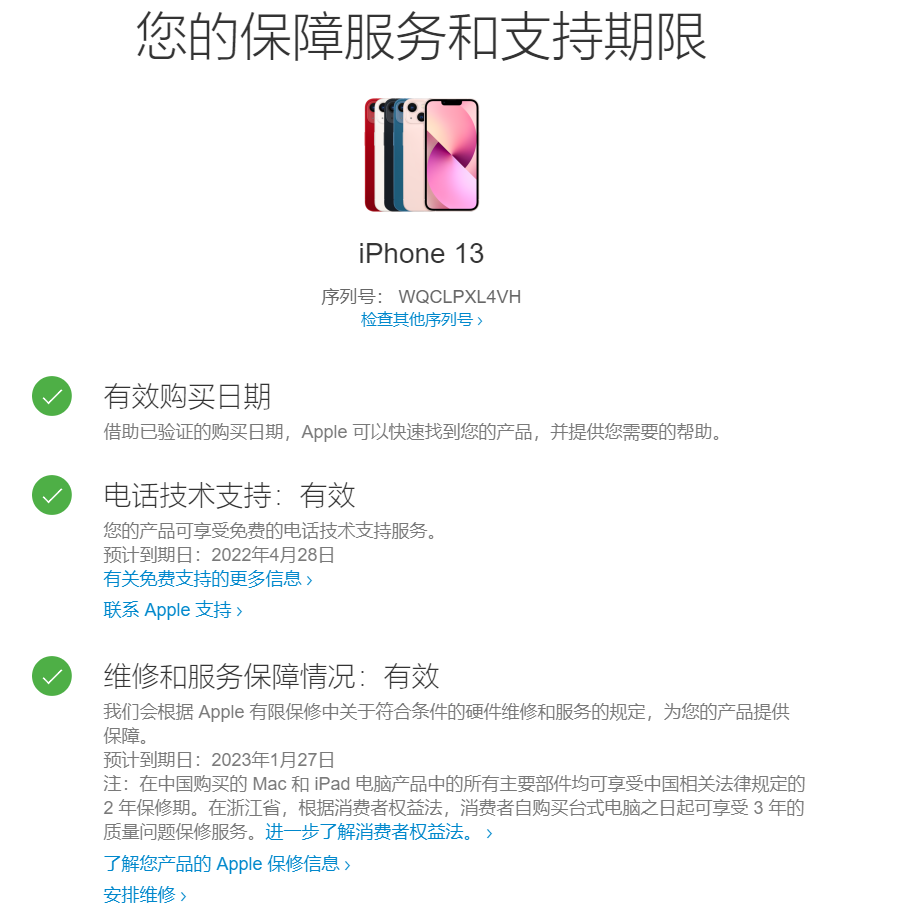 您的保障服务和支持期限
iPhone 13
序列号： WQCLPXL4VH
检查其他序列号 ›
有效购买日期
借助已验证的购买日期，Apple 可以快速找到您的产品，并提供您需要的帮助。
电话技术支持：有效
您的产品可享受免费的电话技术支持服务。
预计到期日：2022年4月28日
有关免费支持的更多信息 ›
联系 Apple 支持 ›
维修和服务保障情况：有效
我们会根据 Apple 有限保修中关于符合条件的硬件维修和服务的规定，为您的产品提供
保障。
预计到期日：2023年1月27日
注：在中国购买的 Mac 和 iPad 电脑产品中的所有主要部件均可享受中国相关法律规定的
2 年保修期。在浙江省，根据消费者权益法，消费者自购买台式电脑之日起可享受 3 年的
质量问题保修服务。进一步了解消费者权益法。 ›
了解您产品的 Apple 保修信息 ›
安排维修 ›